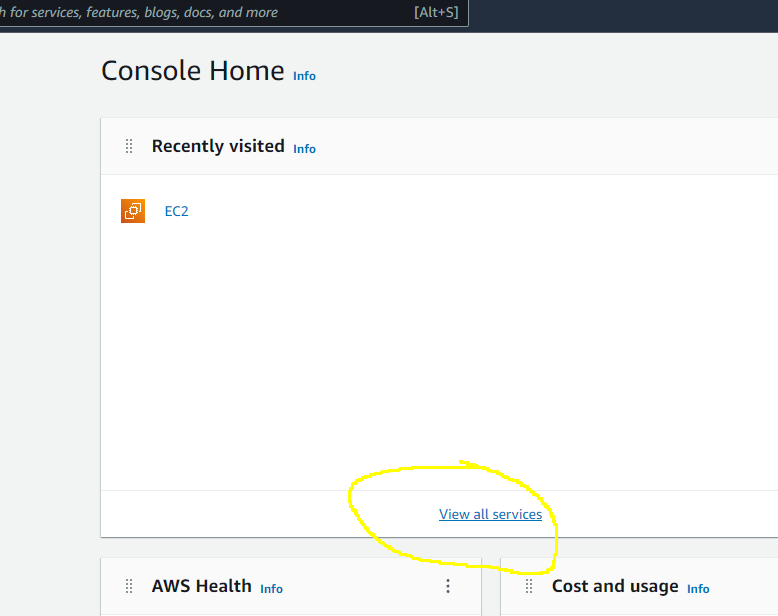 h for services, features, blogs, docs, and more [Alt+S]
Console Home Info
Recently visited Info
EC2
View all services
AWS Health Info
Cost and usage Info